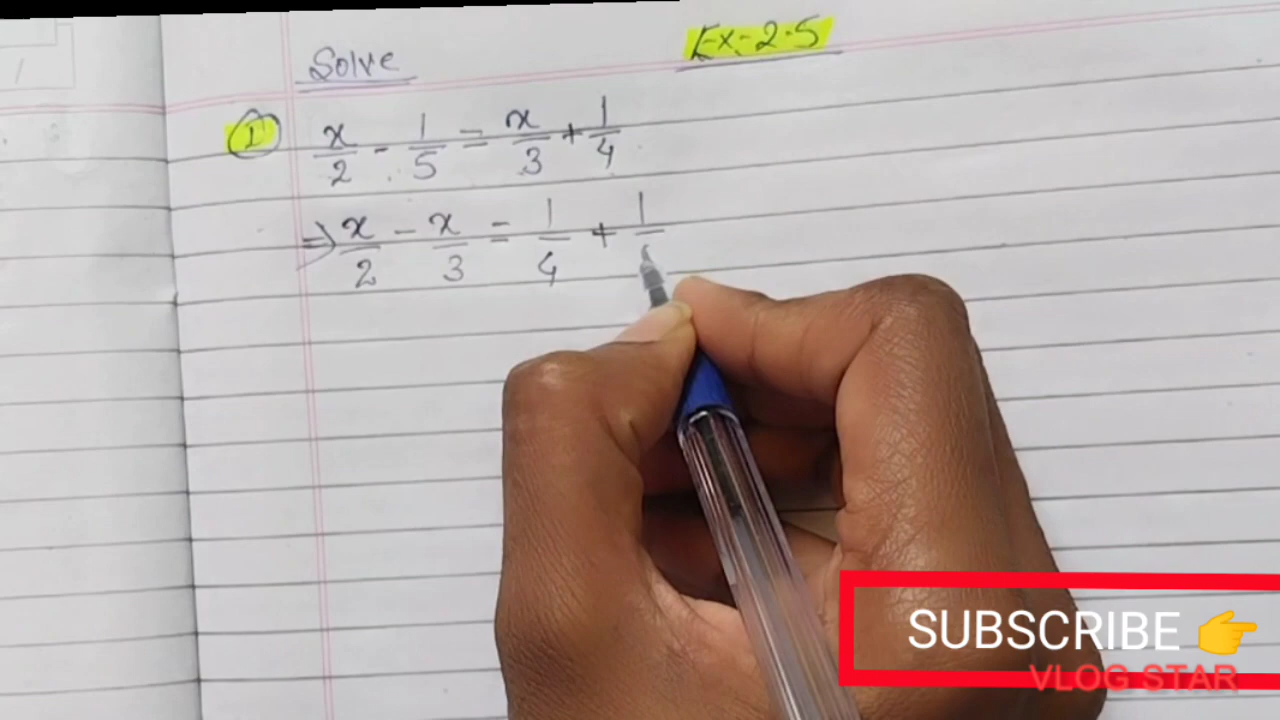 Solve Ex-2.5
1 x/2 - 1/5 = x/3 + 1/4
⇒ x/2 - x/3 = 1/4 + 1/
SUBSCRIBE 👉
VLOG STAR